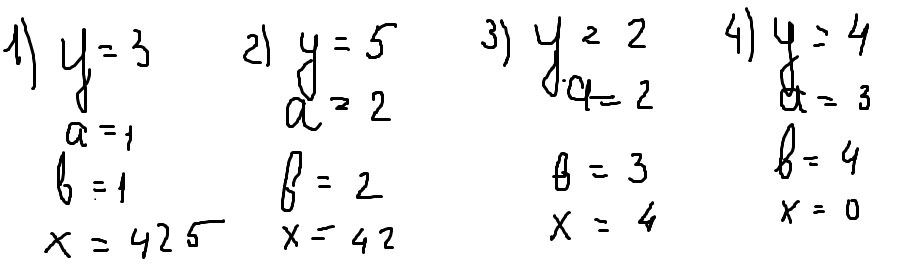 1) y = 3
a = 1
b = 1
x = 425
2) y = 5
a = 2
b = 2
x = 42
3) y = 2
a = 2
b = 3
x = 4
4) y = 4
a = 3
b = 4
x = 0